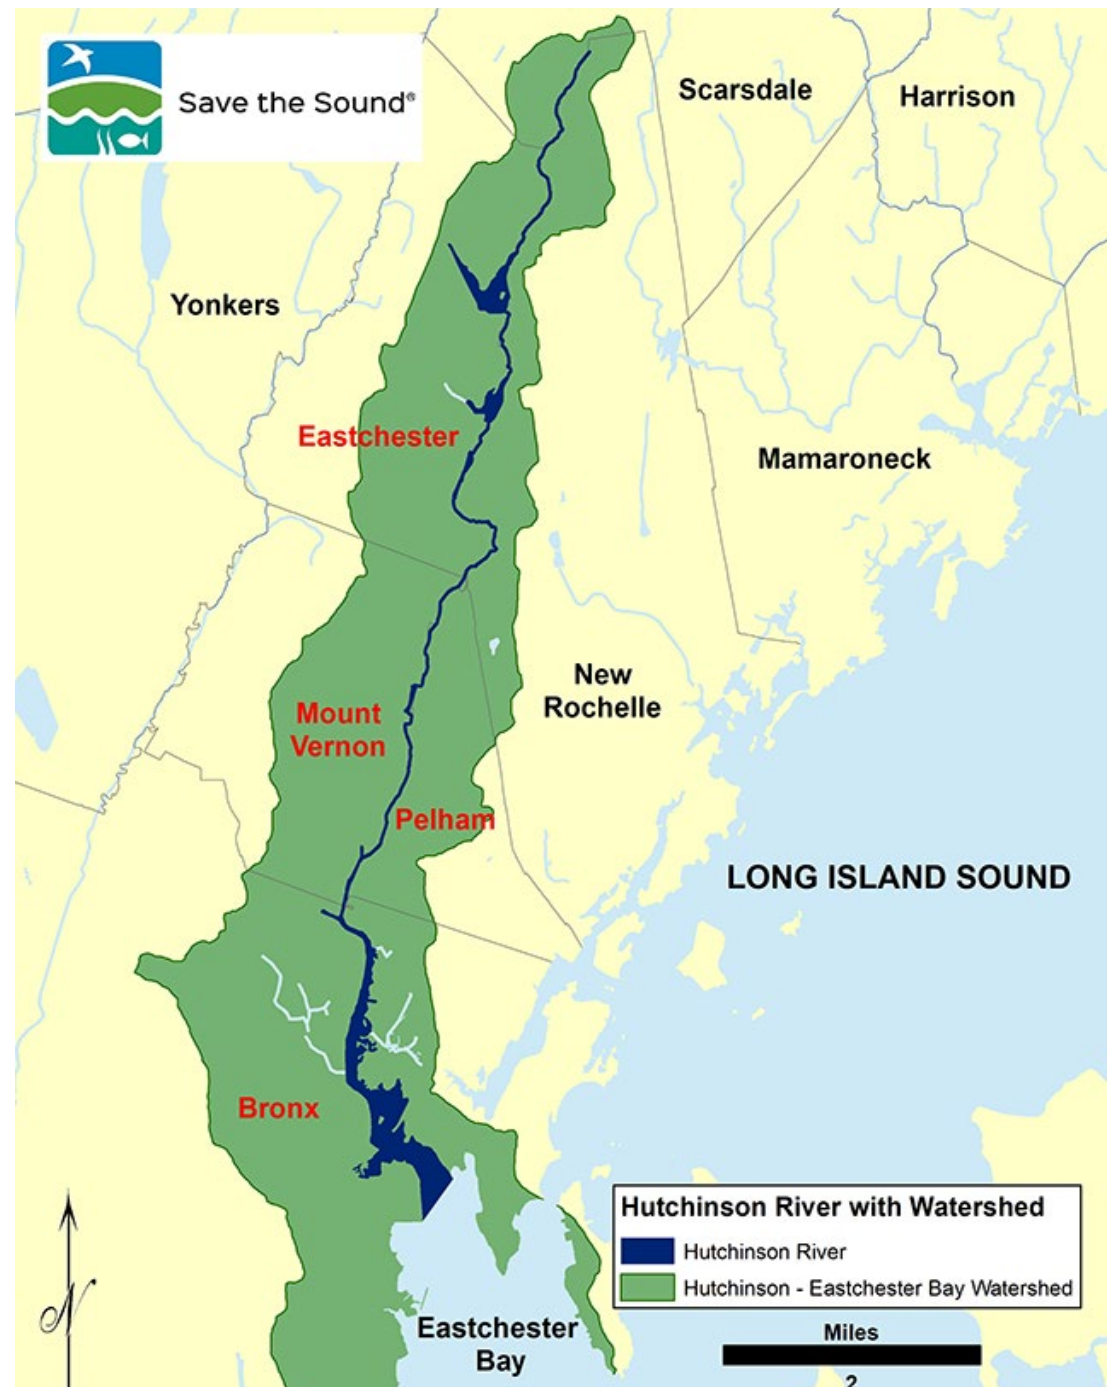 Save the Sound®
Scarsdale
Harrison
Yonkers
Eastchester
Mamaroneck
New
Rochelle
Mount
Vernon
Pelham
LONG ISLAND SOUND
Bronx
Hutchinson River with Watershed
Hutchinson River
Hutchinson - Eastchester Bay Watershed
N
Eastchester
Bay
Miles
2